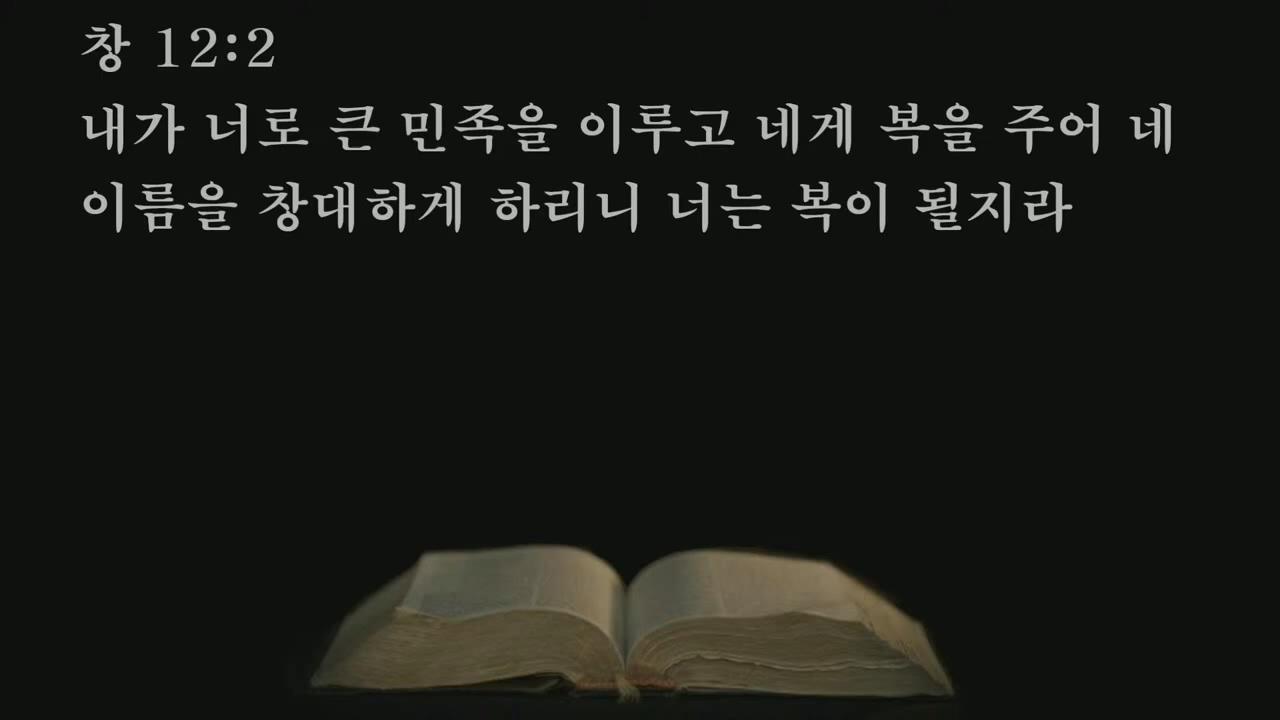 창 12:2
내가 너로 큰 민족을 이루고 네게 복을 주어 네
이름을 창대하게 하리니 너는 복이 될지라